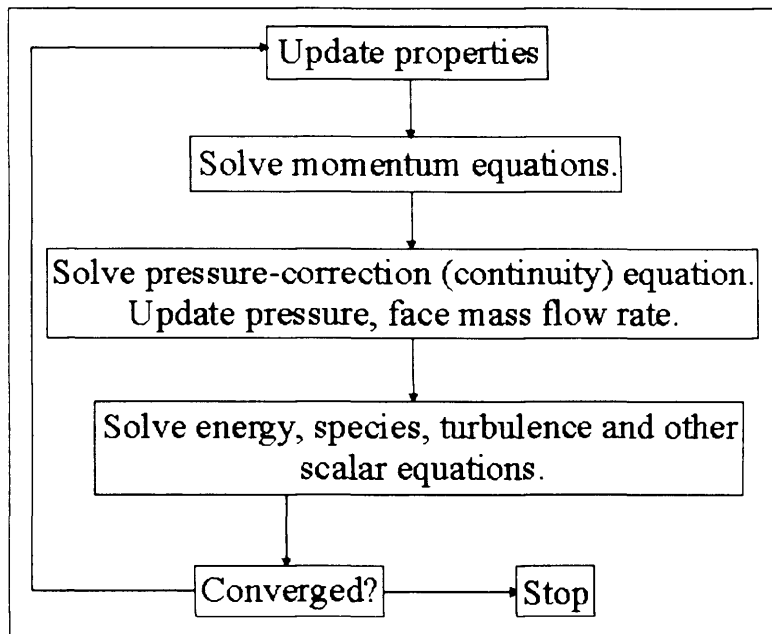 Update properties
Solve momentum equations.
Solve pressure-correction (continuity) equation.
Update pressure, face mass flow rate.
Solve energy, species, turbulence and other
scalar equations.
Converged?
Stop